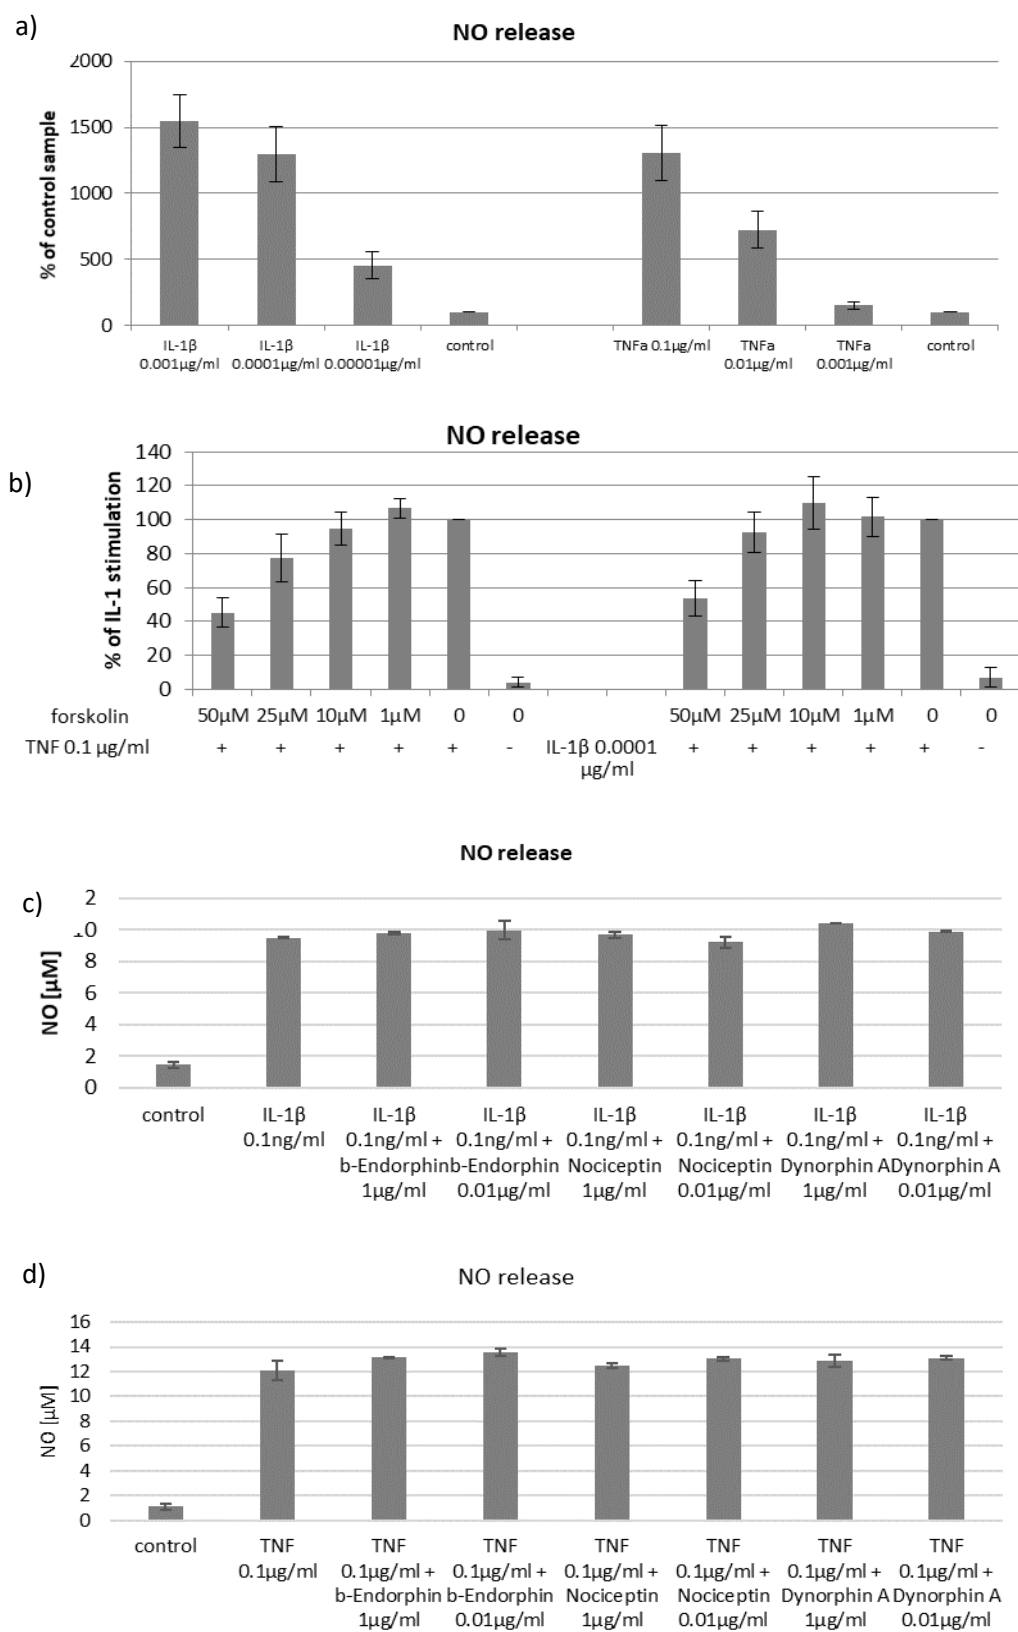 a)
NO release
2000
1500
1000
500
0
% of control sample
IL-1β 0.001µg/ml
IL-1β 0.0001µg/ml
IL-1β 0.00001µg/ml
control
TNFa 0.1µg/ml
TNFa 0.01µg/ml
TNFa 0.001µg/ml
control
b)
NO release
140
120
100
80
60
40
20
0
% of IL-1 stimulation
forskolin 50µM 25µM 10µM 1µM 0 0 50µM 25µM 10µM 1µM 0 0
TNF 0.1 µg/ml + + + + + - IL-1β 0.0001 µg/ml + + + + + -
c)
NO release
2
0
8
6
4
2
0
NO [µM]
control
IL-1β 0.1ng/ml
IL-1β 0.1ng/ml + b-Endorphin 1µg/ml
IL-1β 0.1ng/ml + b-Endorphin 0.01µg/ml
IL-1β 0.1ng/ml + Nociceptin 1µg/ml
IL-1β 0.1ng/ml + Nociceptin 0.01µg/ml
IL-1β 0.1ng/ml + Dynorphin A 1µg/ml
IL-1β 0.1ng/ml + Dynorphin A 0.01µg/ml
d)
NO release
16
14
12
10
8
6
4
2
0
NO [µM]
control
TNF 0.1µg/ml
TNF 0.1µg/ml + b-Endorphin 1µg/ml
TNF 0.1µg/ml + b-Endorphin 0.01µg/ml
TNF 0.1µg/ml + Nociceptin 1µg/ml
TNF 0.1µg/ml + Nociceptin 0.01µg/ml
TNF 0.1µg/ml + Dynorphin A 1µg/ml
TNF 0.1µg/ml + Dynorphin A 0.01µg/ml